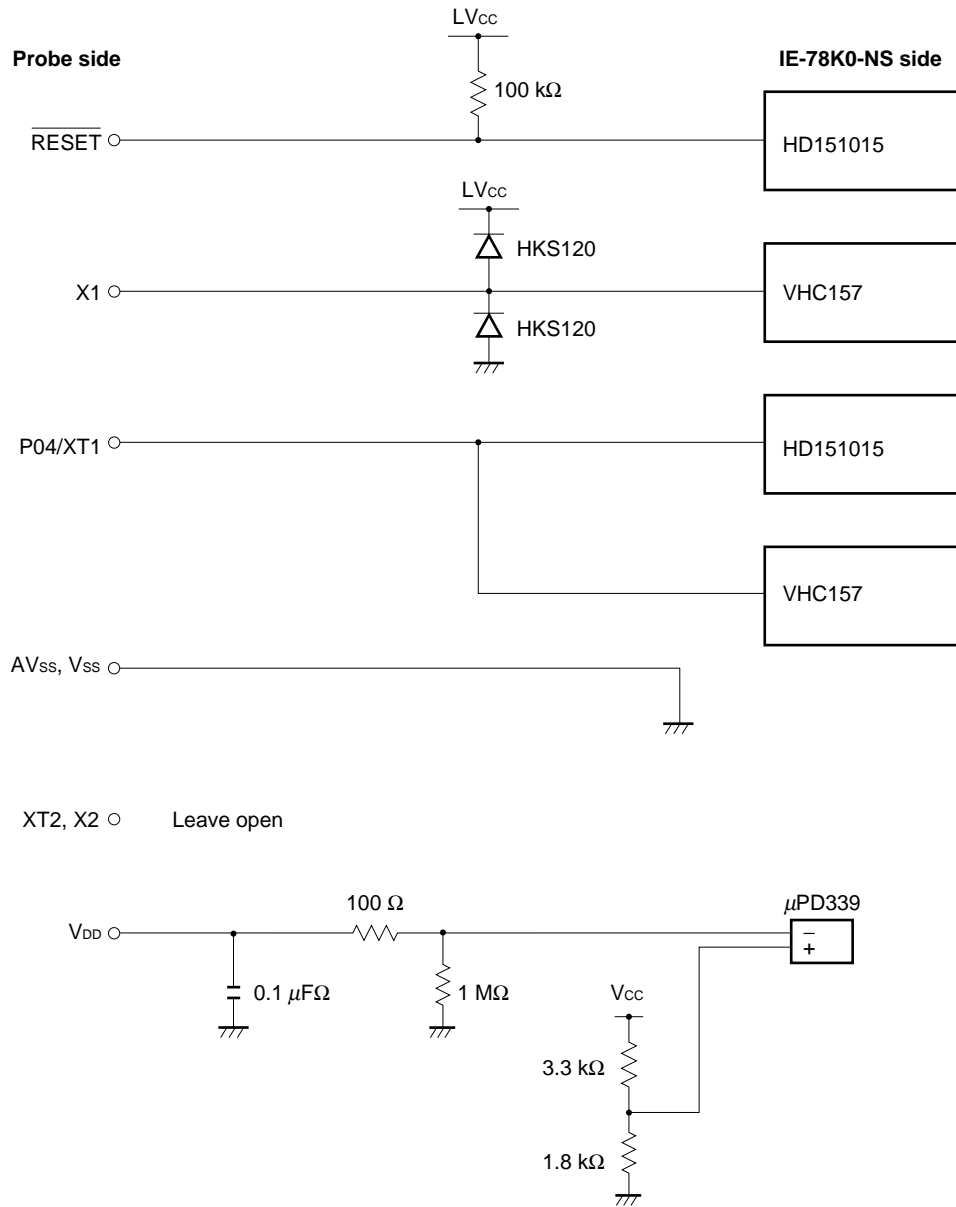 LVcc
Probe side
IE-78K0-NS side
100 kΩ
RESET
HD151015
LVcc
HKS120
X1
VHC157
HKS120
P04/XT1
HD151015
VHC157
AVss, Vss
XT2, X2 Leave open
100 Ω
μPD339
VDD
−
+
0.1 μFΩ
1 MΩ
Vcc
3.3 kΩ
1.8 kΩ